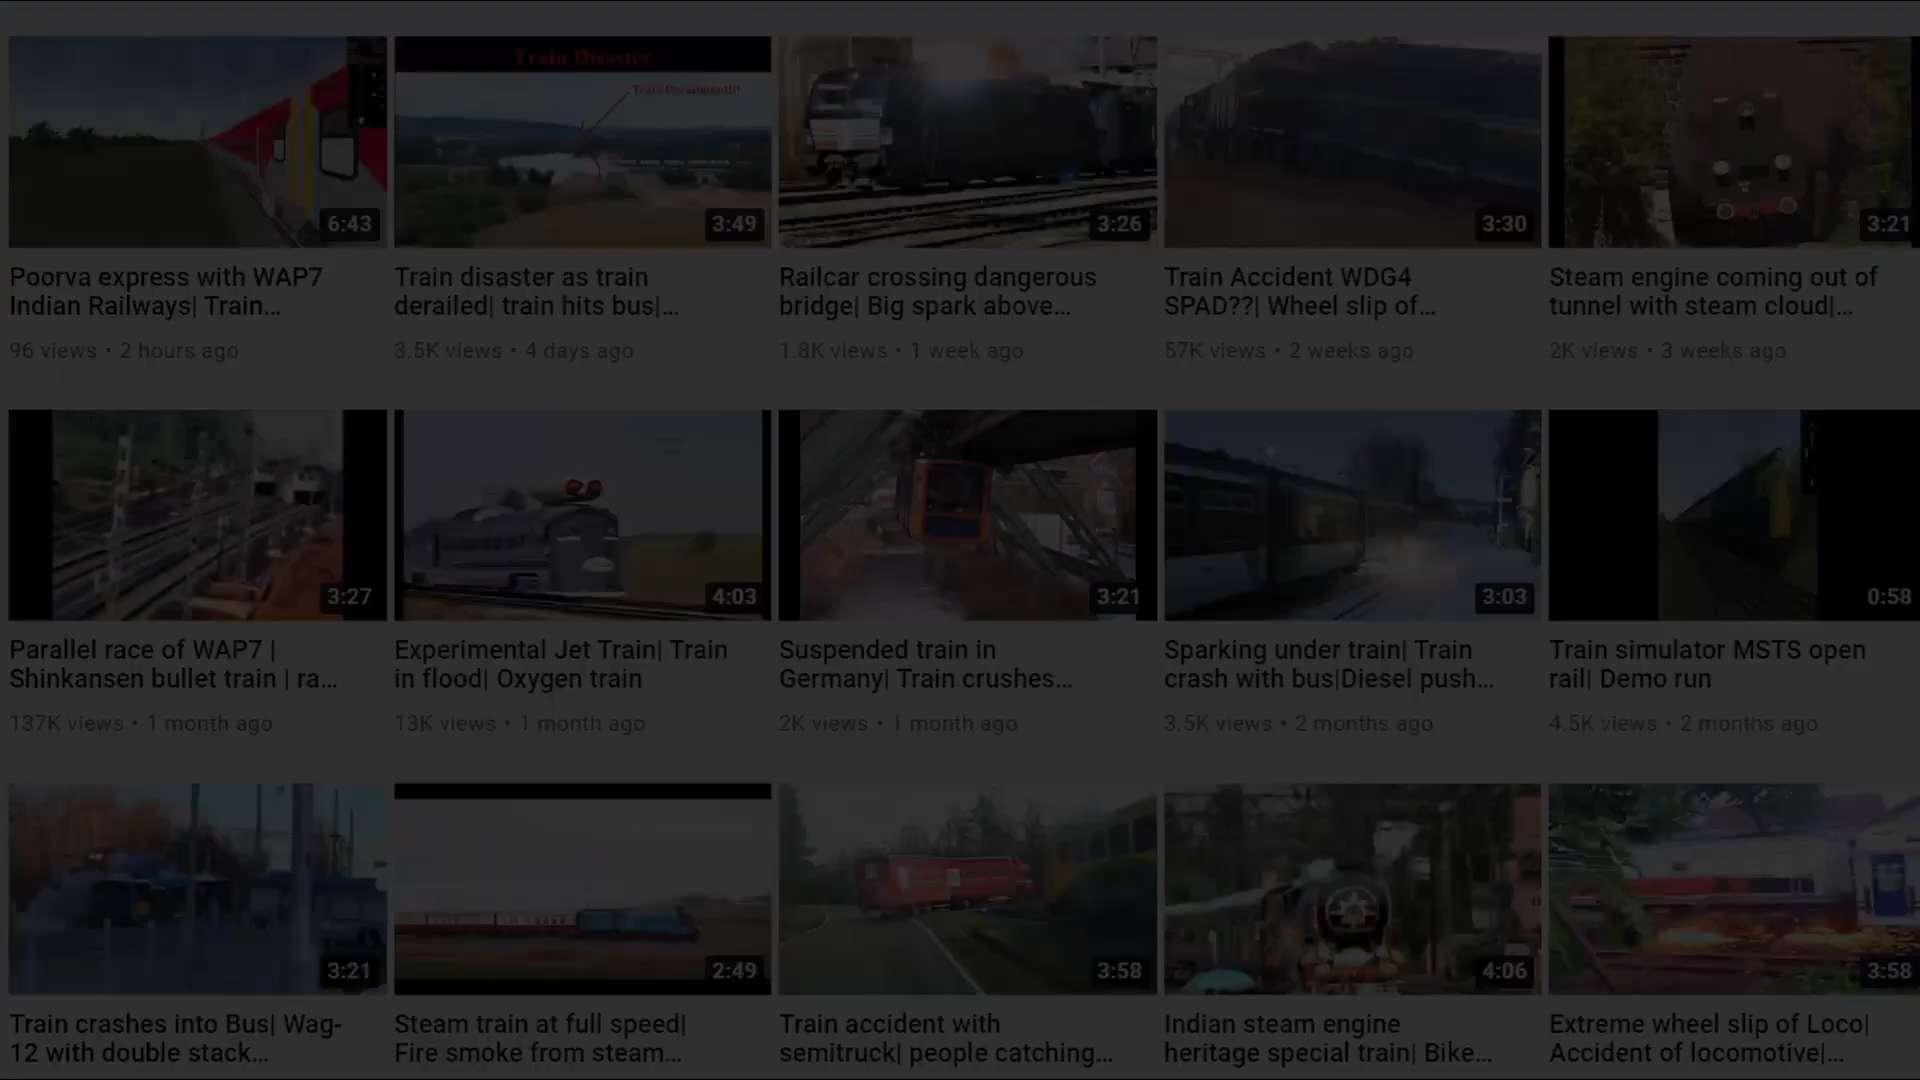 Train Disaster
Train Derailment!!!
6:43
3:49
3:26
3:30
3:21
Poorva express with WAP7
Indian Railways| Train...
96 views • 2 hours ago
Train disaster as train
derailed| train hits bus|...
3.5K views • 4 days ago
Railcar crossing dangerous
bridge| Big spark above...
1.8K views • 1 week ago
Train Accident WDG4
SPAD??| Wheel slip of...
57K views • 2 weeks ago
Steam engine coming out of
tunnel with steam cloud|...
2K views • 3 weeks ago
3:27
4:03
3:21
3:03
0:58
Parallel race of WAP7 |
Shinkansen bullet train | ra...
137K views • 1 month ago
Experimental Jet Train| Train
in flood| Oxygen train
13K views • 1 month ago
Suspended train in
Germany| Train crushes...
2K views • 1 month ago
Sparking under train| Train
crash with bus|Diesel push...
3.5K views • 2 months ago
Train simulator MSTS open
rail| Demo run
4.5K views • 2 months ago
3:21
2:49
3:58
4:06
3:58
Train crashes into Bus| Wag-
12 with double stack...
Steam train at full speed|
Fire smoke from steam...
Train accident with
semitruck| people catching...
Indian steam engine
heritage special train| Bike...
Extreme wheel slip of Loco|
Accident of locomotive|...